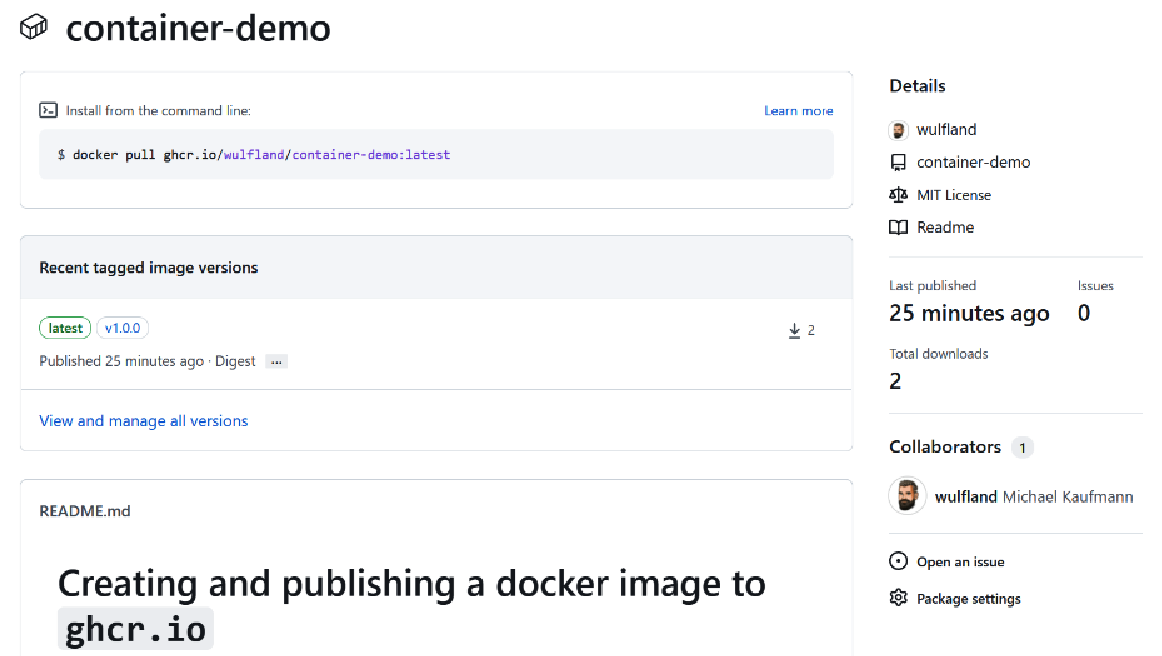 container-demo
Install from the command line:
Learn more
$ docker pull ghcr.io/wulfland/container-demo:latest
Recent tagged image versions
latest v1.0.0
2
Published 25 minutes ago · Digest ...
View and manage all versions
README.md
Creating and publishing a docker image to
ghcr.io
Details
wulfland
container-demo
MIT License
Readme
Last published Issues
25 minutes ago 0
Total downloads
2
Collaborators 1
wulfland Michael Kaufmann
Open an issue
Package settings